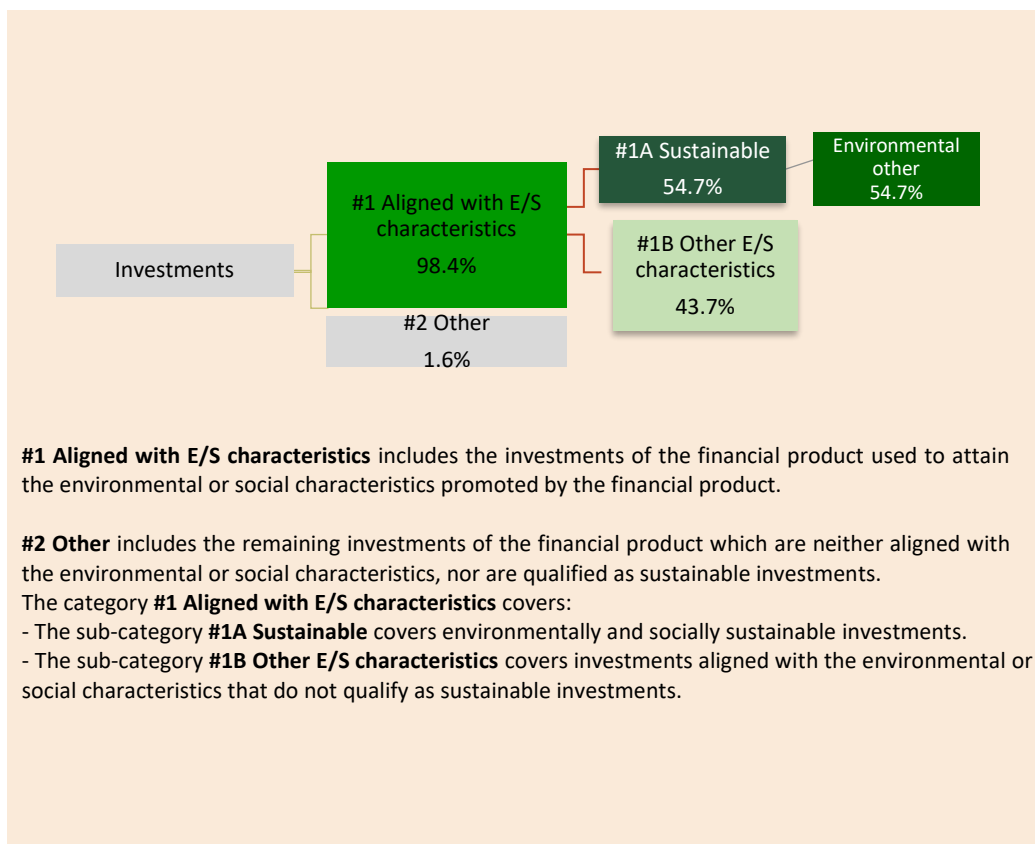 Investments
#1 Aligned with E/S
characteristics
98.4%
#2 Other
1.6%
#1A Sustainable
54.7%
Environmental
other
54.7%
#1B Other E/S
characteristics
43.7%
#1 Aligned with E/S characteristics includes the investments of the financial product used to attain
the environmental or social characteristics promoted by the financial product.
#2 Other includes the remaining investments of the financial product which are neither aligned with
the environmental or social characteristics, nor are qualified as sustainable investments.
The category #1 Aligned with E/S characteristics covers:
- The sub-category #1A Sustainable covers environmentally and socially sustainable investments.
- The sub-category #1B Other E/S characteristics covers investments aligned with the environmental or
social characteristics that do not qualify as sustainable investments.